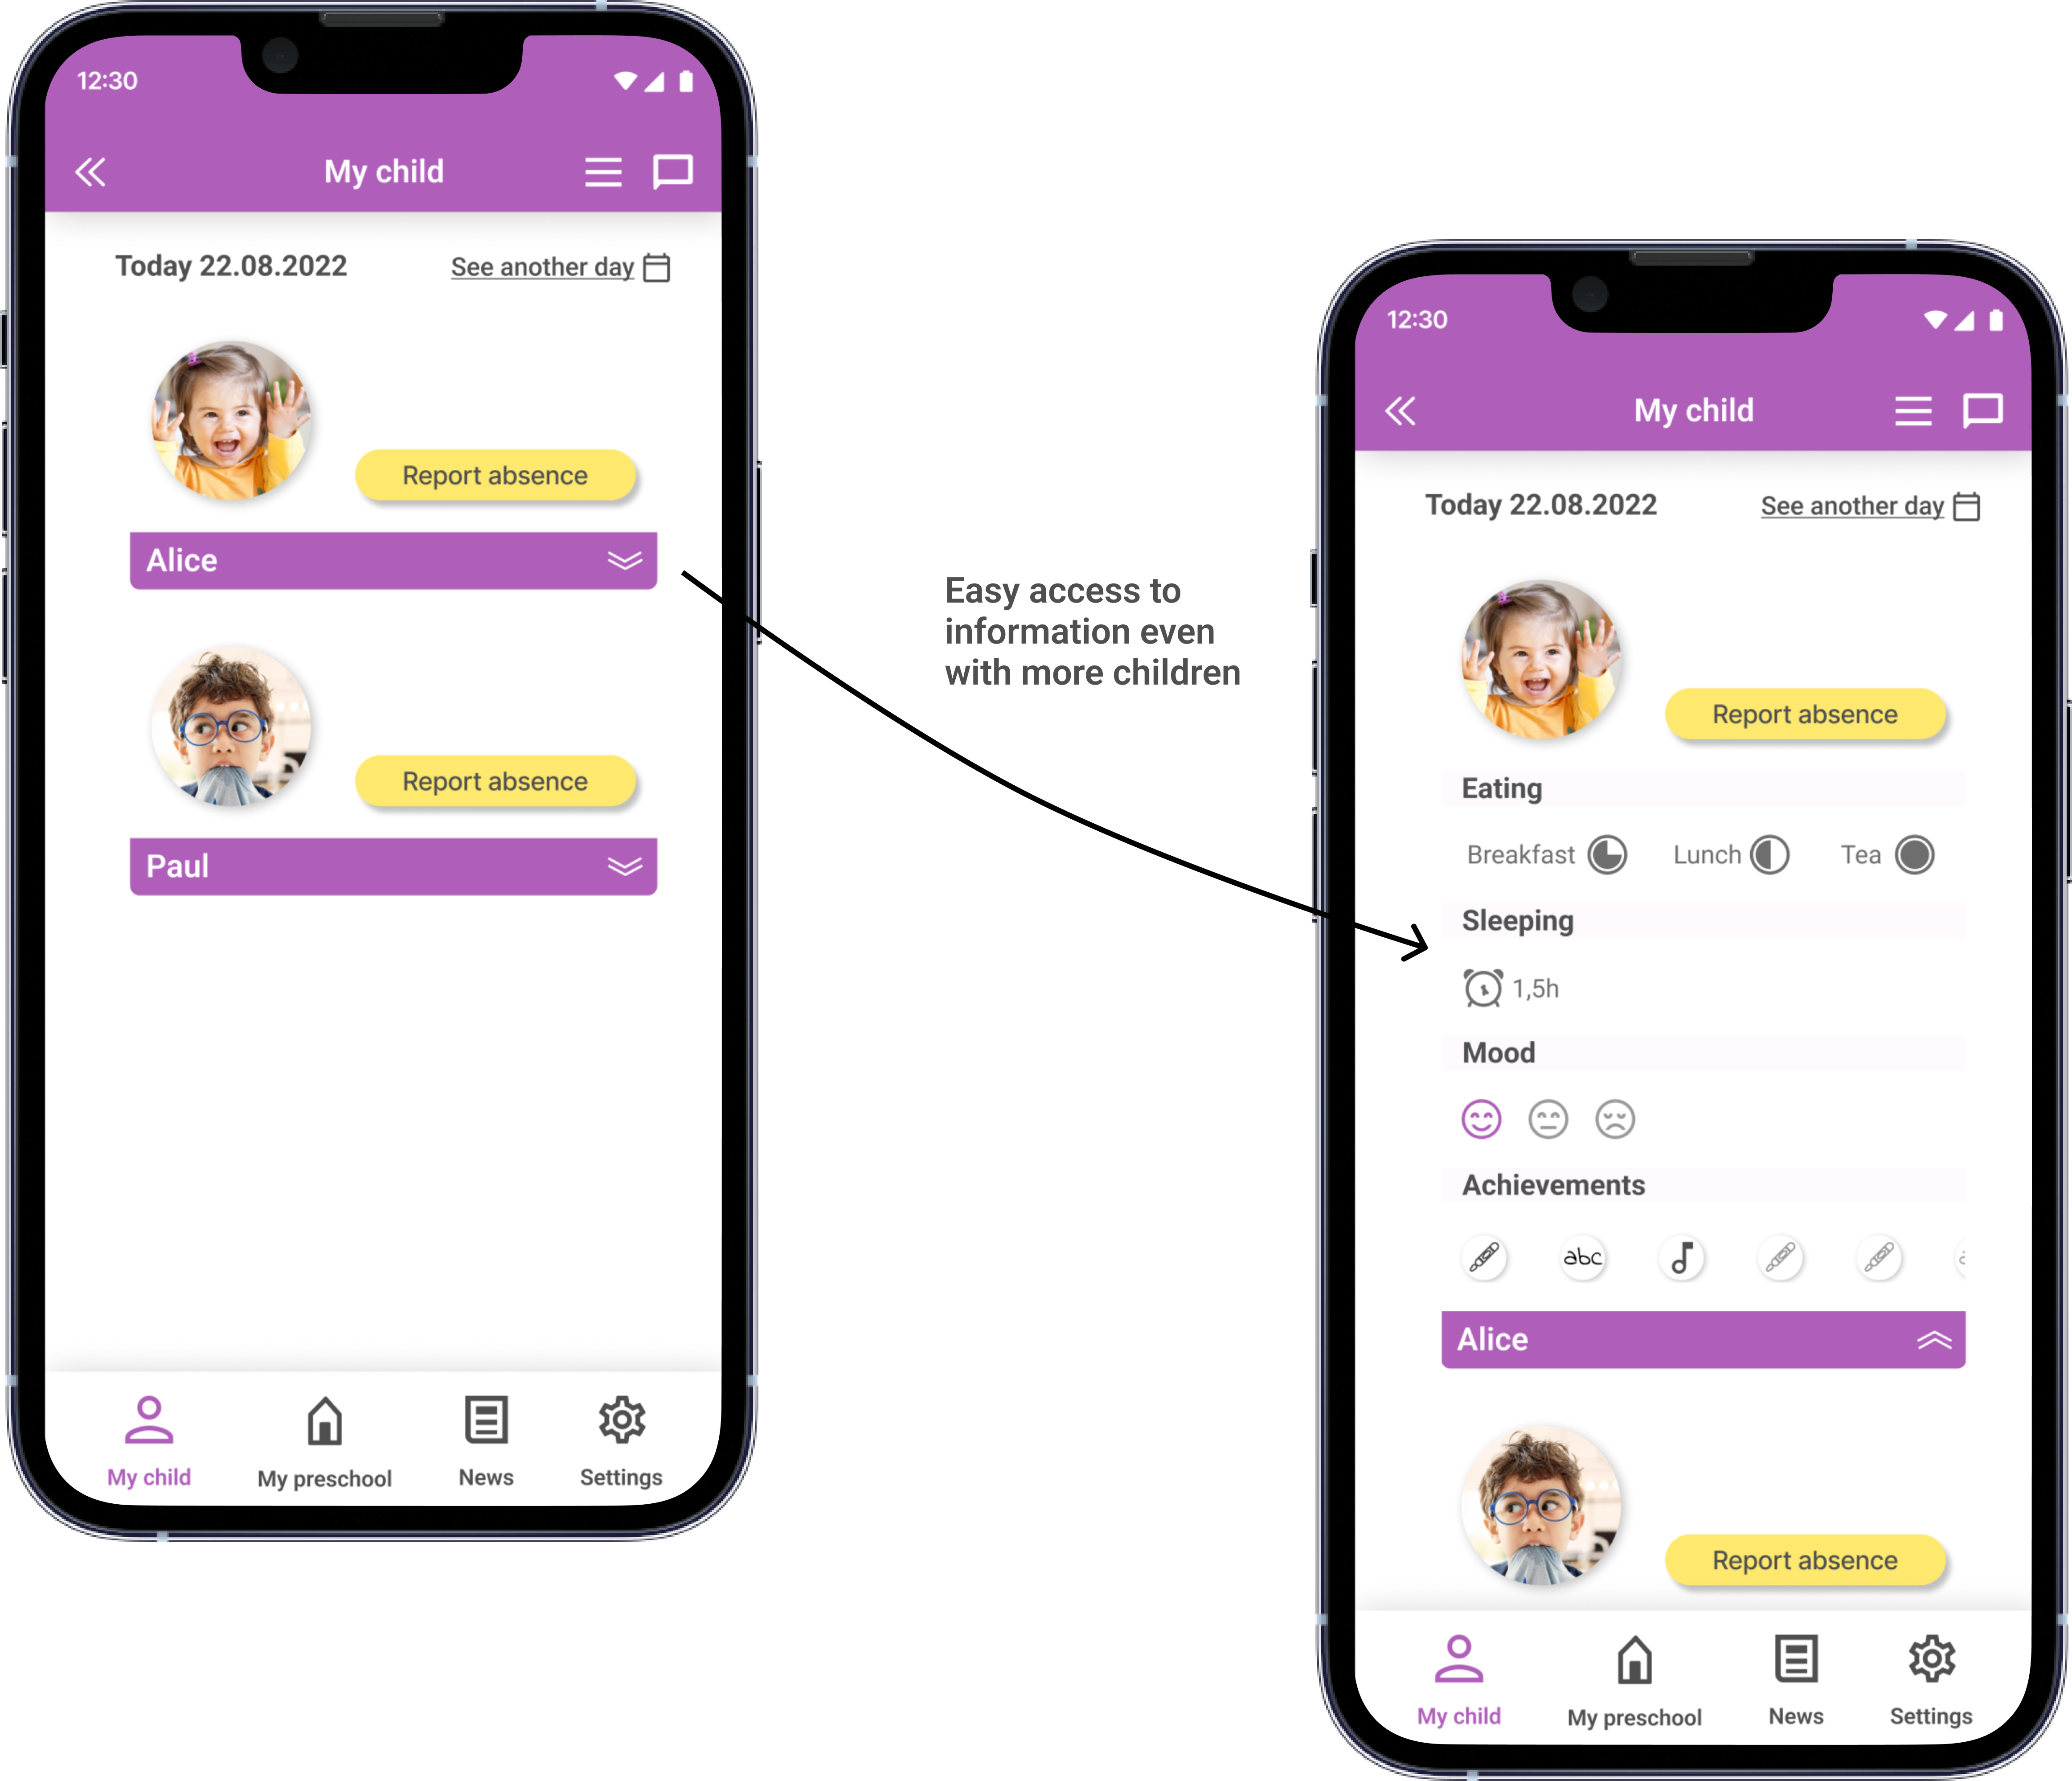 12:30
My child
Today 22.08.2022 See another day
Report absence
Alice
Report absence
Paul
My child My preschool News Settings
Easy access to
information even
with more children
12:30
My child
Today 22.08.2022 See another day
Report absence
Eating
Breakfast Lunch Tea
Sleeping
1,5h
Mood
Achievements
abc
Alice
Report absence
My child My preschool News Settings